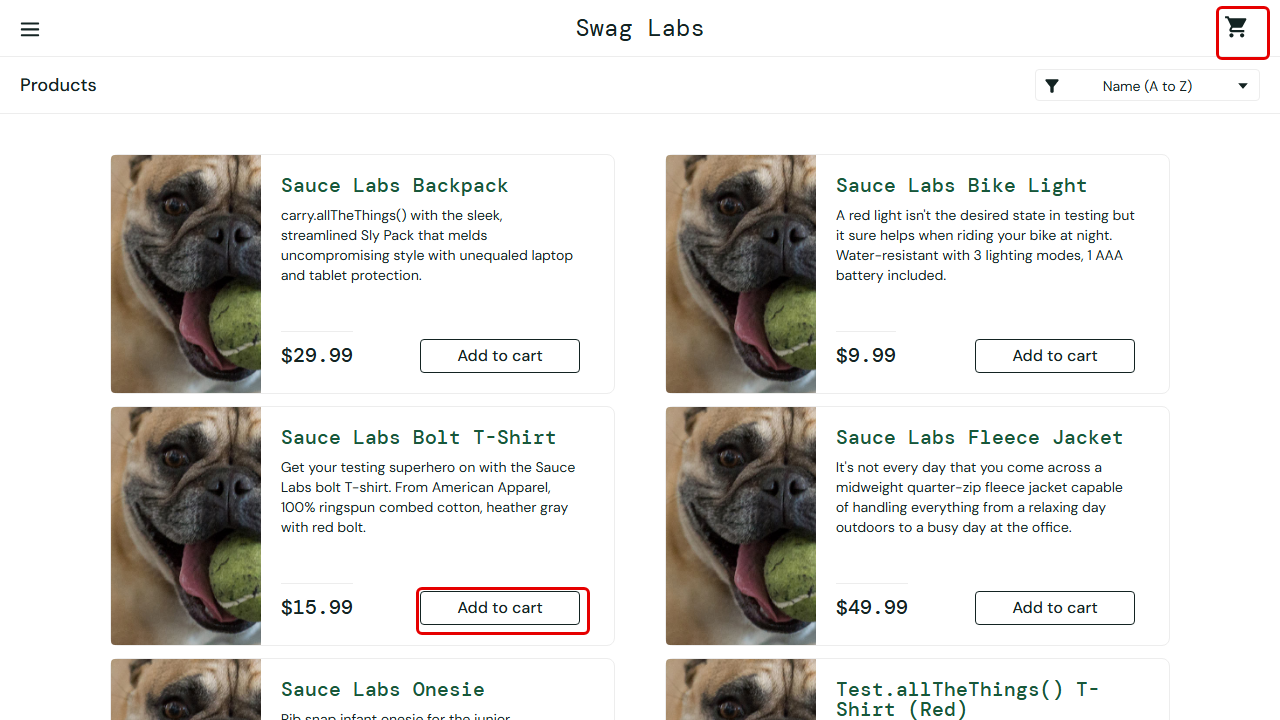 Swag Labs
Products
Name (A to Z)
Sauce Labs Backpack
carry.allTheThings() with the sleek,
streamlined Sly Pack that melds
uncompromising style with unequaled laptop
and tablet protection.
$29.99
Add to cart
Sauce Labs Bike Light
A red light isn't the desired state in testing but
it sure helps when riding your bike at night.
Water-resistant with 3 lighting modes, 1 AAA
battery included.
$9.99
Add to cart
Sauce Labs Bolt T-Shirt
Get your testing superhero on with the Sauce
Labs bolt T-shirt. From American Apparel,
100% ringspun combed cotton, heather gray
with red bolt.
$15.99
Add to cart
Sauce Labs Fleece Jacket
It's not every day that you come across a
midweight quarter-zip fleece jacket capable
of handling everything from a relaxing day
outdoors to a busy day at the office.
$49.99
Add to cart
Sauce Labs Onesie
Rib snap infant onesie for the junior
Test.allTheThings() T-
Shirt (Red)